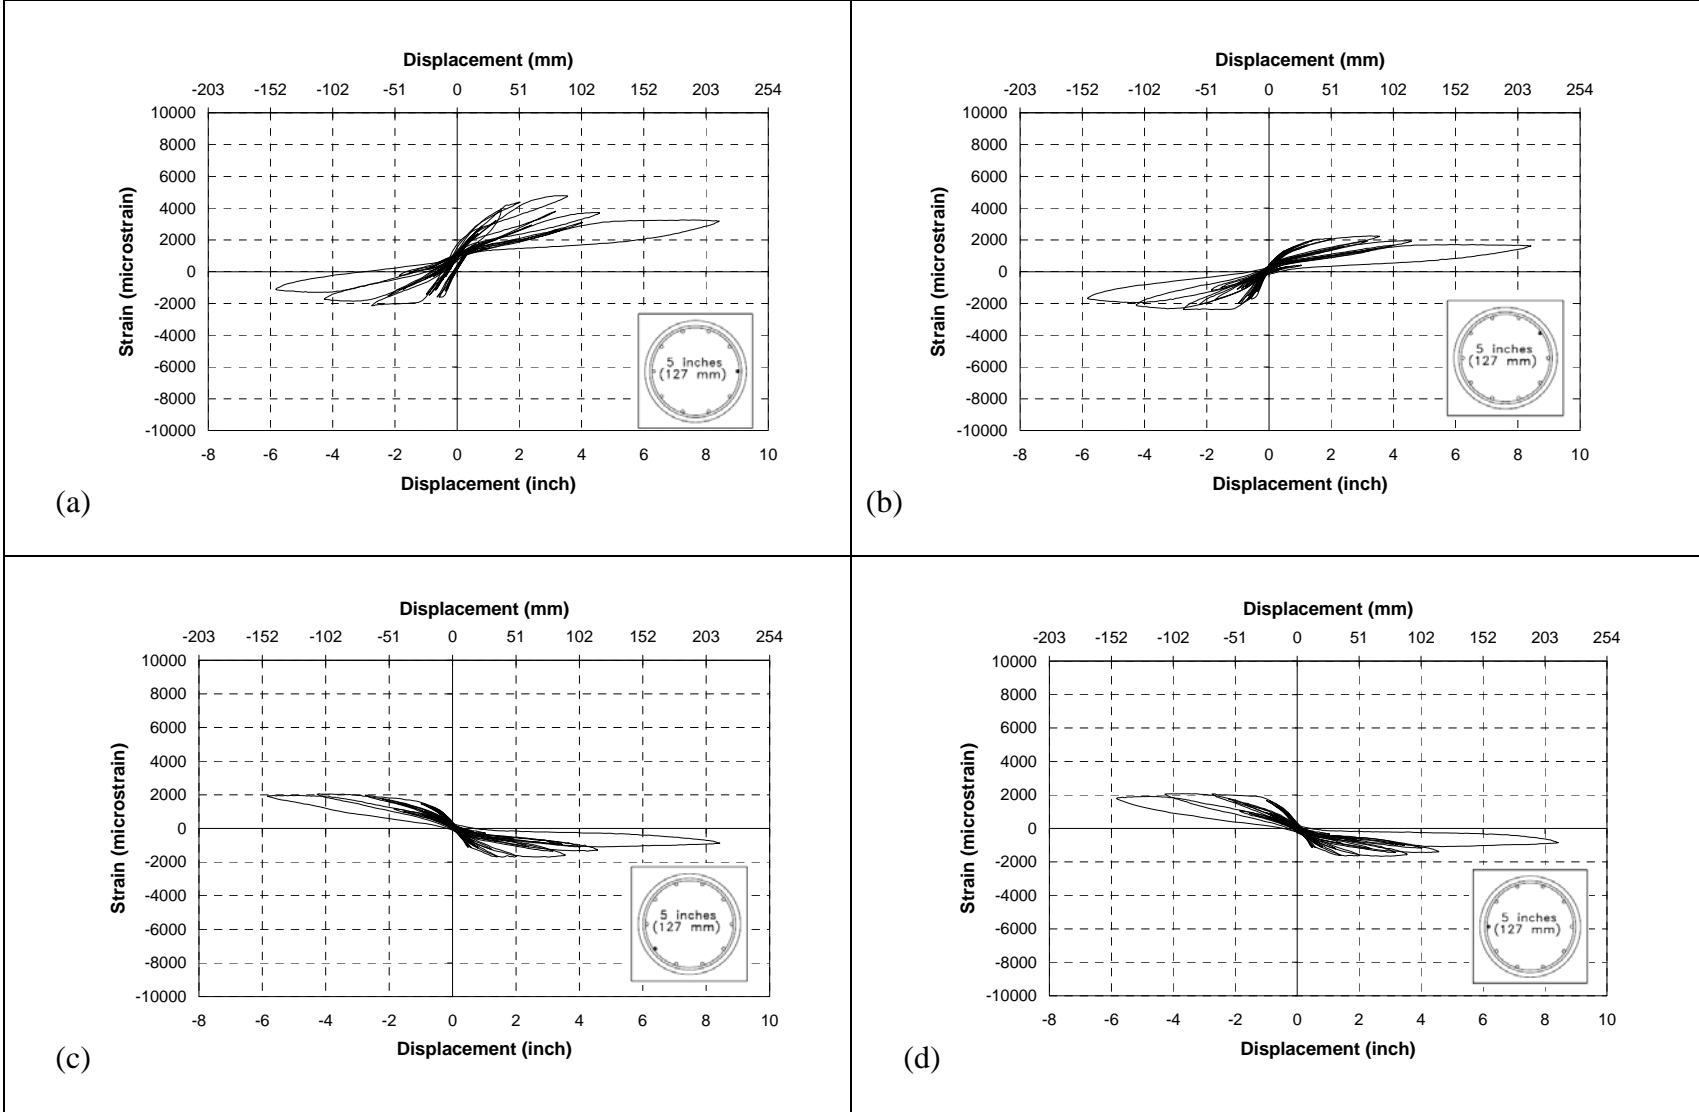 Displacement (mm)
-203 -152 -102 -51 0 51 102 152 203 254
10000
8000
6000
4000
2000
0
-2000
-4000
-6000
-8000
-10000
Strain (microstrain)
5 inches
(127 mm)
-8 -6 -4 -2 0 2 4 6 8 10
Displacement (inch)
(a)
Displacement (mm)
-203 -152 -102 -51 0 51 102 152 203 254
10000
8000
6000
4000
2000
0
-2000
-4000
-6000
-8000
-10000
Strain (microstrain)
5 inches
(127 mm)
-8 -6 -4 -2 0 2 4 6 8 10
Displacement (inch)
(b)
Displacement (mm)
-203 -152 -102 -51 0 51 102 152 203 254
10000
8000
6000
4000
2000
0
-2000
-4000
-6000
-8000
-10000
Strain (microstrain)
5 inches
(127 mm)
-8 -6 -4 -2 0 2 4 6 8 10
Displacement (inch)
(c)
Displacement (mm)
-203 -152 -102 -51 0 51 102 152 203 254
10000
8000
6000
4000
2000
0
-2000
-4000
-6000
-8000
-10000
Strain (microstrain)
5 inches
(127 mm)
-8 -6 -4 -2 0 2 4 6 8 10
Displacement (inch)
(d)